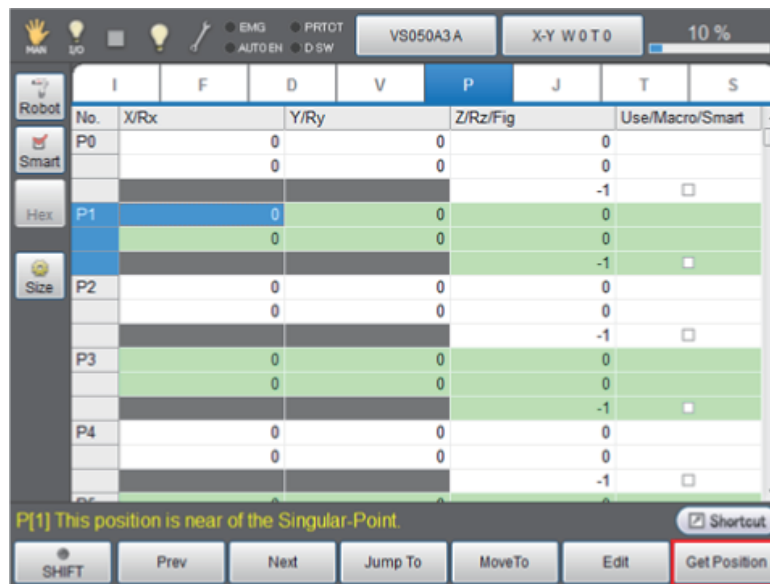 EMG PRTCT
MAN I/O AUTO EN D SW VS050A3 A X-Y W 0 T 0 10 %
Robot I F D V P J T S
No. X/Rx Y/Ry Z/Rz/Fig Use/Macro/Smart
P0 0 0 0
Smart 0 0 0
-1
Hex P1 0 0 0
0 0 0
-1
Size P2 0 0 0
0 0 0
-1
P3 0 0 0
0 0 0
-1
P4 0 0 0
0 0 0
-1
P[1] This position is near of the Singular-Point. Shortcut
SHIFT Prev Next Jump To MoveTo Edit Get Position